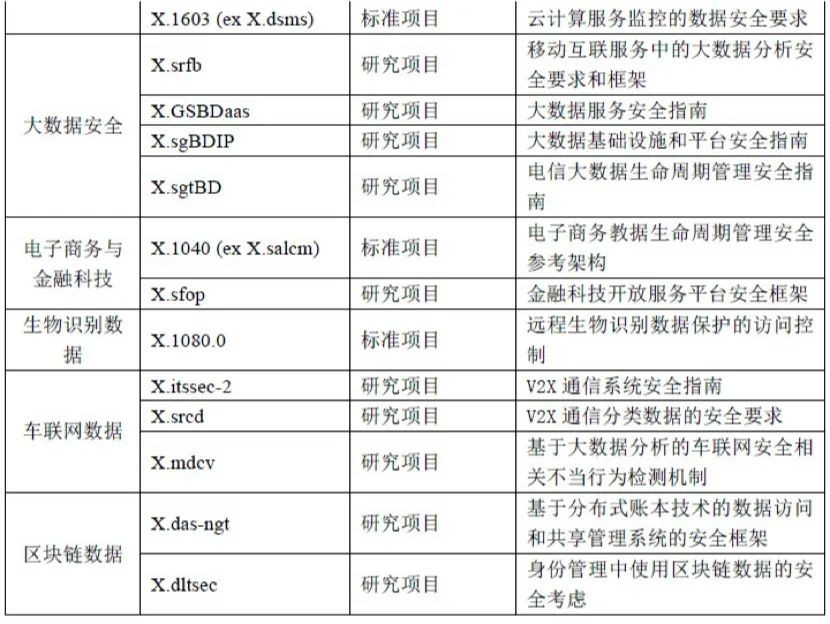 X.1603 (ex X.dsms) 标准项目 云计算服务监控的数据安全要求
大数据安全
X.srfb 研究项目 移动互联服务中的大数据分析安
全要求和框架
X.GSBDaas 研究项目 大数据服务安全指南
X.sgBDIP 研究项目 大数据基础设施和平台安全指南
X.sgtBD 研究项目 电信大数据生命周期管理安全指
南
电子商务与
金融科技
X.1040 (ex X.salcm) 标准项目 电子商务教据生命周期管理安全
参考架构
X.sfop 研究项目 金融科技开放服务平台安全框架
生物识别数
据
X.1080.0 标准项目 远程生物识别数据保护的访问控
制
车联网数据
X.itssec-2 研究项目 V2X 通信系统安全指南
X.srcd 研究项目 V2X 通信分类数据的安全要求
X.mdcv 研究项目 基于大数据分析的车联网安全相
关不当行为检测机制
区块链数据
X.das-ngt 研究项目 基于分布式账本技术的数据访问
和共享管理系统的安全框架
X.dltsec 研究项目 身份管理中使用区块链数据的安
全考虑